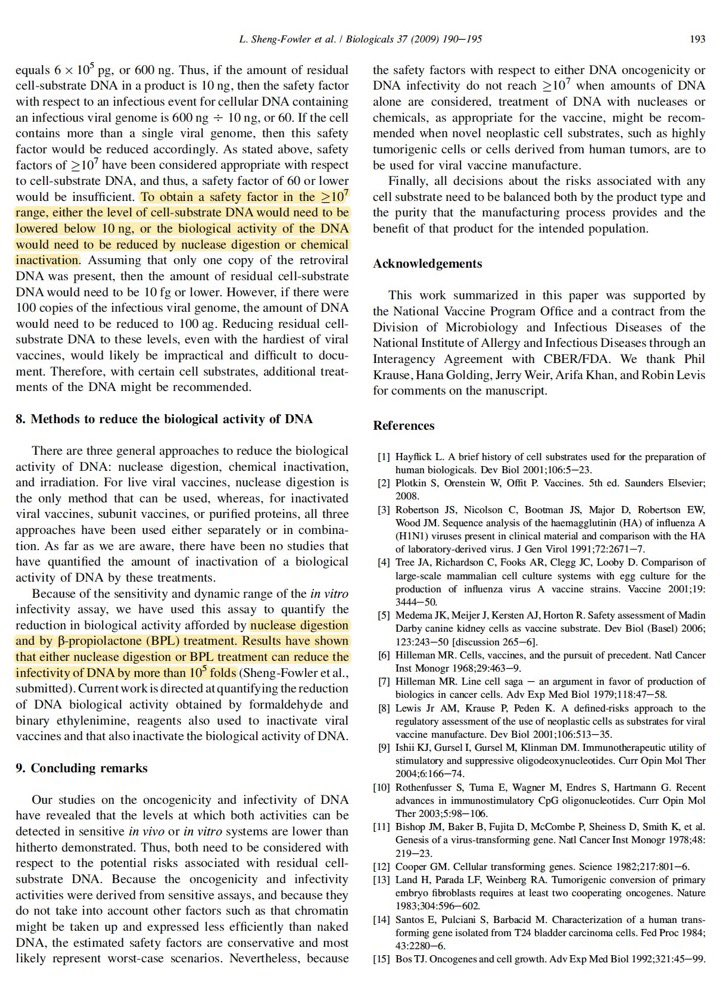 L. Sheng-Fowler et al. / Biologicals 37 (2009) 190–195
193
equals 6 × 10⁵ pg, or 600 ng. Thus, if the amount of residual
cell-substrate DNA in a product is 10 ng, then the safety factor
with respect to an infectious event for cellular DNA containing
an infectious viral genome is 600 ng ÷ 10 ng, or 60. If the cell
contains more than a single viral genome, then this safety
factor would be reduced accordingly. As stated above, safety
factors of ≥10⁷ have been considered appropriate with respect
to cell-substrate DNA, and thus, a safety factor of 60 or lower
would be insufficient. To obtain a safety factor in the ≥10⁷
range, either the level of cell-substrate DNA would need to be
lowered below 10 ng, or the biological activity of the DNA
would need to be reduced by nuclease digestion or chemical
inactivation. Assuming that only one copy of the retroviral
DNA was present, then the amount of residual cell-substrate
DNA would need to be 10 fg or lower. However, if there were
100 copies of the infectious viral genome, the amount of DNA
would need to be reduced to 100 ag. Reducing residual cell-
substrate DNA to these levels, even with the hardiest of viral
vaccines, would likely be impractical and difficult to docu-
ment. Therefore, with certain cell substrates, additional treat-
ments of the DNA might be recommended.
8. Methods to reduce the biological activity of DNA
There are three general approaches to reduce the biological
activity of DNA: nuclease digestion, chemical inactivation,
and irradiation. For live viral vaccines, nuclease digestion is
the only method that can be used, whereas, for inactivated
viral vaccines, subunit vaccines, or purified proteins, all three
approaches have been used either separately or in combina-
tion. As far as we are aware, there have been no studies that
have quantified the amount of inactivation of a biological
activity of DNA by these treatments.
Because of the sensitivity and dynamic range of the in vitro
infectivity assay, we have used this assay to quantify the
reduction in biological activity afforded by nuclease digestion
and by β-propiolactone (BPL) treatment. Results have shown
that either nuclease digestion or BPL treatment can reduce the
infectivity of DNA by more than 10⁵ folds (Sheng-Fowler et al.,
submitted). Current work is directed at quantifying the reduction
of DNA biological activity obtained by formaldehyde and
binary ethylenimine, reagents also used to inactivate viral
vaccines and that also inactivate the biological activity of DNA.
9. Concluding remarks
Our studies on the oncogenicity and infectivity of DNA
have revealed that the levels at which both activities can be
detected in sensitive in vivo or in vitro systems are lower than
hitherto demonstrated. Thus, both need to be considered with
respect to the potential risks associated with residual cell-
substrate DNA. Because the oncogenicity and infectivity
activities were derived from sensitive assays, and because they
do not take into account other factors such as that chromatin
might be taken up and expressed less efficiently than naked
DNA, the estimated safety factors are conservative and most
likely represent worst-case scenarios. Nevertheless, because
the safety factors with respect to either DNA oncogenicity or
DNA infectivity do not reach ≥10⁷ when amounts of DNA
alone are considered, treatment of DNA with nucleases or
chemicals, as appropriate for the vaccine, might be recom-
mended when novel neoplastic cell substrates, such as highly
tumorigenic cells or cells derived from human tumors, are to
be used for viral vaccine manufacture.
Finally, all decisions about the risks associated with any
cell substrate need to be balanced both by the product type and
the purity that the manufacturing process provides and the
benefit of that product for the intended population.
Acknowledgements
This work summarized in this paper was supported by
the National Vaccine Program Office and a contract from the
Division of Microbiology and Infectious Diseases of the
National Institute of Allergy and Infectious Diseases through an
Interagency Agreement with CBER/FDA. We thank Phil
Krause, Hana Golding, Jerry Weir, Arifa Khan, and Robin Levis
for comments on the manuscript.
References
[1] Hayflick L. A brief history of cell substrates used for the preparation of
human biologicals. Dev Biol 2001;106:5–23.
[2] Plotkin S, Orenstein W, Offit P. Vaccines. 5th ed. Saunders Elsevier;
2008.
[3] Robertson JS, Nicolson C, Bootman JS, Major D, Robertson EW,
Wood JM. Sequence analysis of the haemagglutinin (HA) of influenza A
(H1N1) viruses present in clinical material and comparison with the HA
of laboratory-derived virus. J Gen Virol 1991;72:2671–7.
[4] Tree JA, Richardson C, Fooks AR, Clegg JC, Looby D. Comparison of
large-scale mammalian cell culture systems with egg culture for the
production of influenza virus A vaccine strains. Vaccine 2001;19:
3444–50.
[5] Medema JK, Meijer J, Kersten AJ, Horton R. Safety assessment of Madin
Darby canine kidney cells as vaccine substrate. Dev Biol (Basel) 2006;
123:243–50 [discussion 265–6].
[6] Hilleman MR. Cells, vaccines, and the pursuit of precedent. Natl Cancer
Inst Monogr 1968;29:463–9.
[7] Hilleman MR. Line cell saga – an argument in favor of production of
biologics in cancer cells. Adv Exp Med Biol 1979;118:47–58.
[8] Lewis Jr AM, Krause P, Peden K. A defined-risks approach to the
regulatory assessment of the use of neoplastic cells as substrates for viral
vaccine manufacture. Dev Biol 2001;106:513–35.
[9] Ishii KJ, Gursel I, Gursel M, Klinman DM. Immunotherapeutic utility of
stimulatory and suppressive oligodeoxynucleotides. Curr Opin Mol Ther
2004;6:166–74.
[10] Rothenfusser S, Tuma E, Wagner M, Endres S, Hartmann G. Recent
advances in immunostimulatory CpG oligonucleotides. Curr Opin Mol
Ther 2003;5:98–106.
[11] Bishop JM, Baker B, Fujita D, McCombe P, Sheiness D, Smith K, et al.
Genesis of a virus-transforming gene. Natl Cancer Inst Monogr 1978;48:
219–23.
[12] Cooper GM. Cellular transforming genes. Science 1982;217:801–6.
[13] Land H, Parada LF, Weinberg RA. Tumorigenic conversion of primary
embryo fibroblasts requires at least two cooperating oncogenes. Nature
1983;304:596–602.
[14] Santos E, Pulciani S, Barbacid M. Characterization of a human trans-
forming gene isolated from T24 bladder carcinoma cells. Fed Proc 1984;
43:2280–6.
[15] Bos TJ. Oncogenes and cell growth. Adv Exp Med Biol 1992;321:45–99.